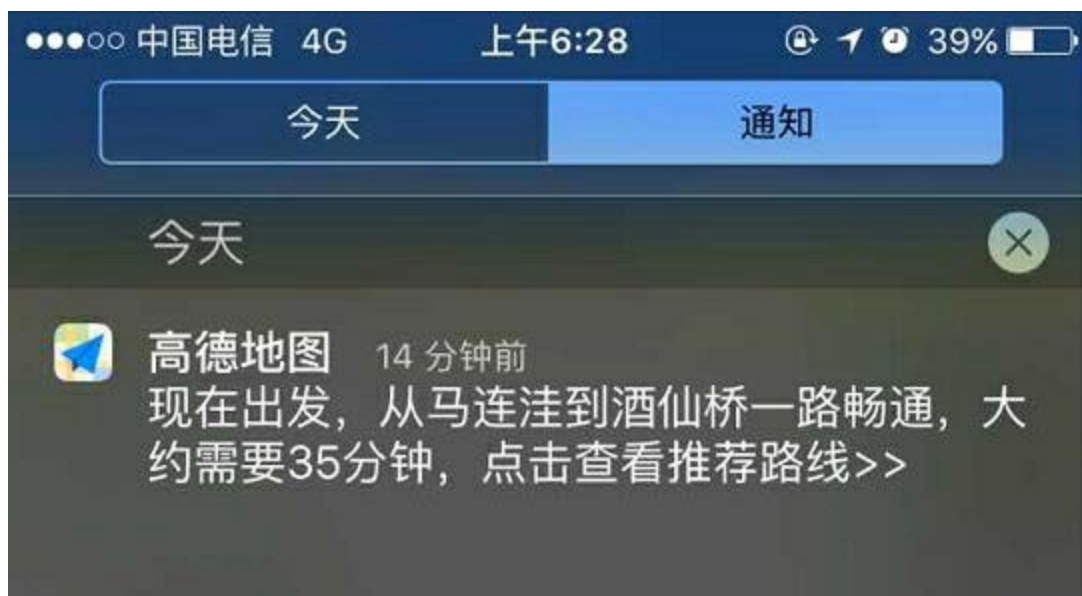 中国电信 4G 上午6:28 39%
今天 通知
今天
高德地图 14 分钟前
现在出发，从马连洼到酒仙桥一路畅通，大
约需要35分钟，点击查看推荐路线>>